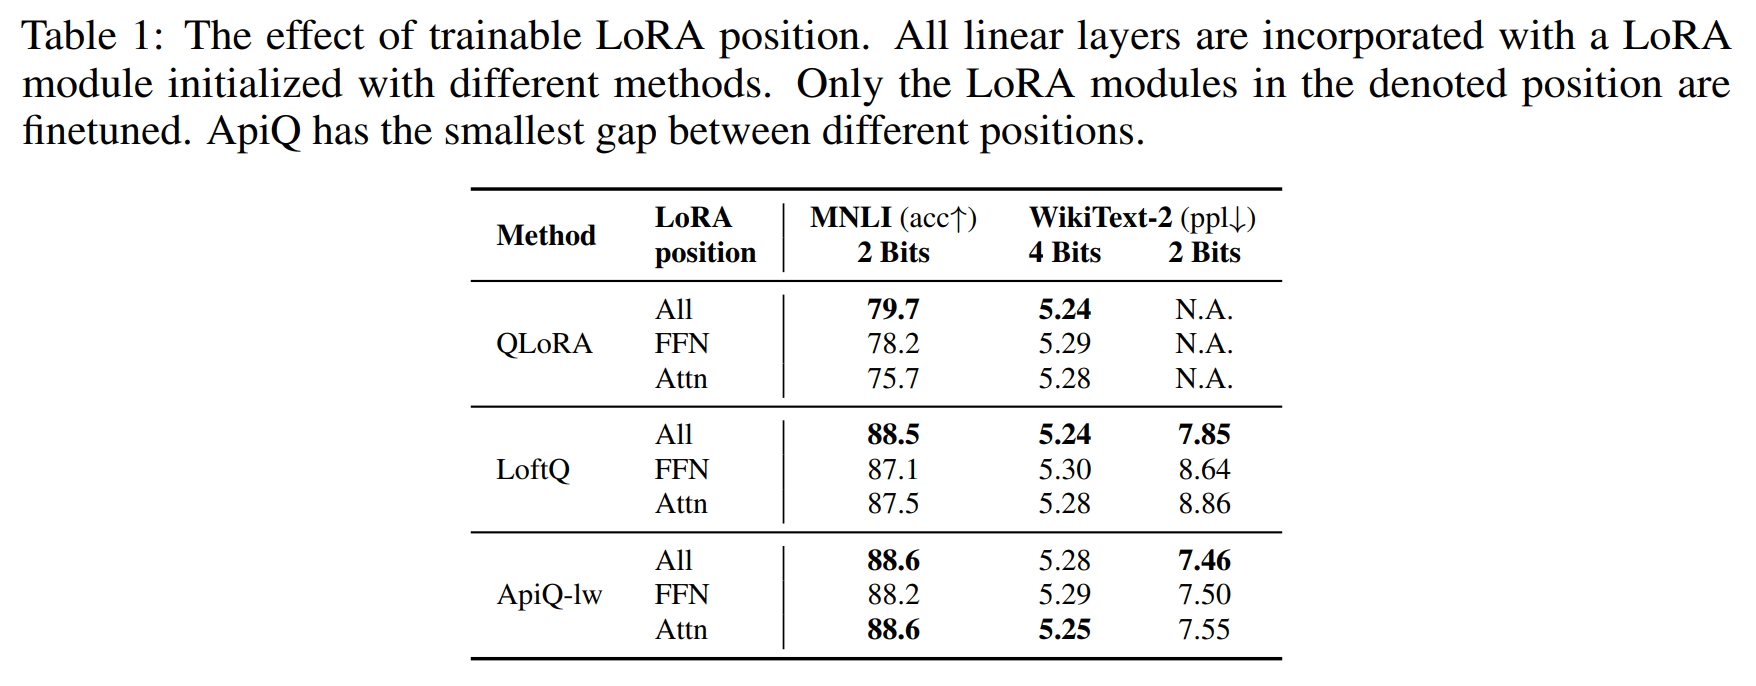 Table 1: The effect of trainable LoRA position. All linear layers are incorporated with a LoRA
module initialized with different methods. Only the LoRA modules in the denoted position are
finetuned. ApiQ has the smallest gap between different positions.
Method LoRA position MNLI (acc↑) 2 Bits WikiText-2 (ppl↓) 4 Bits 2 Bits
QLoRA All 79.7 5.24 N.A.
FFN 78.2 5.29 N.A.
Attn 75.7 5.28 N.A.
LoftQ All 88.5 5.24 7.85
FFN 87.1 5.30 8.64
Attn 87.5 5.28 8.86
ApiQ-lw All 88.6 5.28 7.46
FFN 88.2 5.29 7.50
Attn 88.6 5.25 7.55